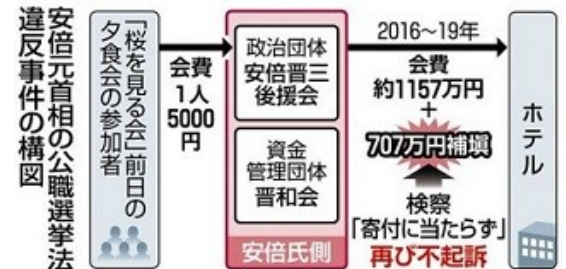 安倍元首相の公職選挙法
違反事件の構図
「桜を見る会」前日の
夕食会の参加者
会費
1人
5000
円
政治団体
安倍晋三
後援会
資金
管理団体
晋和会
安倍氏側
2016〜19年
会費
約1157万円
+
707万円補塡
検察
「寄付に当たらず」
再び不起訴
ホテル